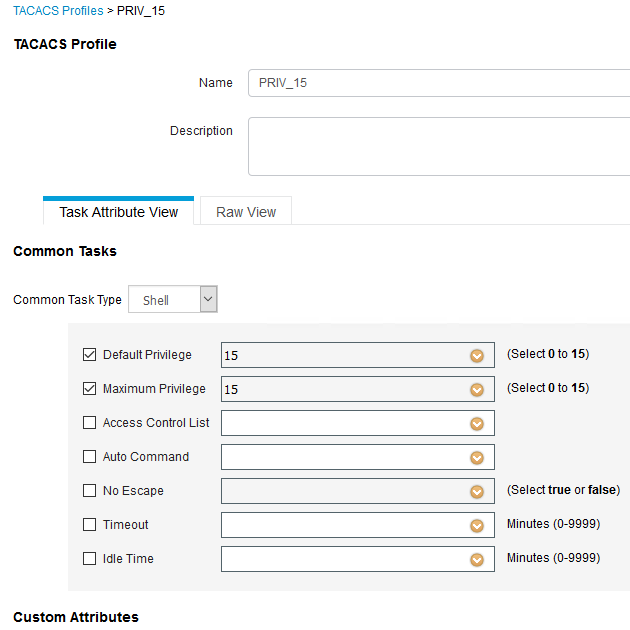 TACACS Profiles > PRIV_15
TACACS Profile
Name PRIV_15
Description
Task Attribute View Raw View
Common Tasks
Common Task Type Shell
Default Privilege 15 (Select 0 to 15)
Maximum Privilege 15 (Select 0 to 15)
Access Control List
Auto Command
No Escape (Select true or false)
Timeout Minutes (0-9999)
Idle Time Minutes (0-9999)
Custom Attributes